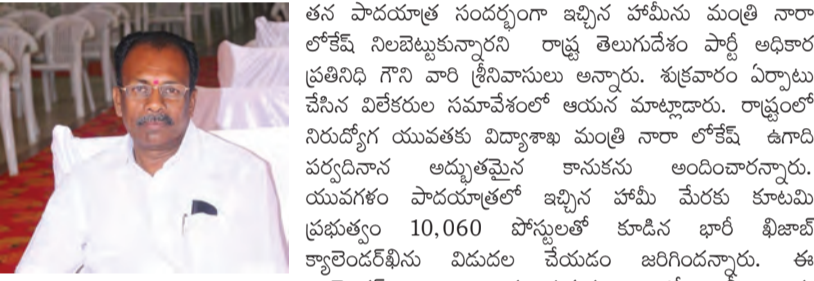 తన పాదయాత్ర సందర్భంగా ఇచ్చిన హామీను మంత్రి నారా
లోకేష్ నిలబెట్టుకున్నారని రాష్ట్ర తెలుగుదేశం పార్టీ అధికార
ప్రతినిధి గౌని వారి శ్రీనివాసులు అన్నారు. శుక్రవారం ఏర్పాటు
చేసిన విలేకరుల సమావేశంలో ఆయన మాట్లాడారు. రాష్ట్రంలో
నిరుద్యోగ యువతకు విద్యాశాఖ మంత్రి నారా లోకేష్ ఉగాది
పర్వదినాన అద్భుతమైన కానుకను అందించారన్నారు.
యువగళం పాదయాత్రలో ఇచ్చిన హామీ మేరకు కూటమి
ప్రభుత్వం 10,060 పోస్టులతో కూడిన భారీ ఖిజాబ్
క్యాలెండర్‌ఖిను విడుదల చేయడం జరిగిందన్నారు. ఈ